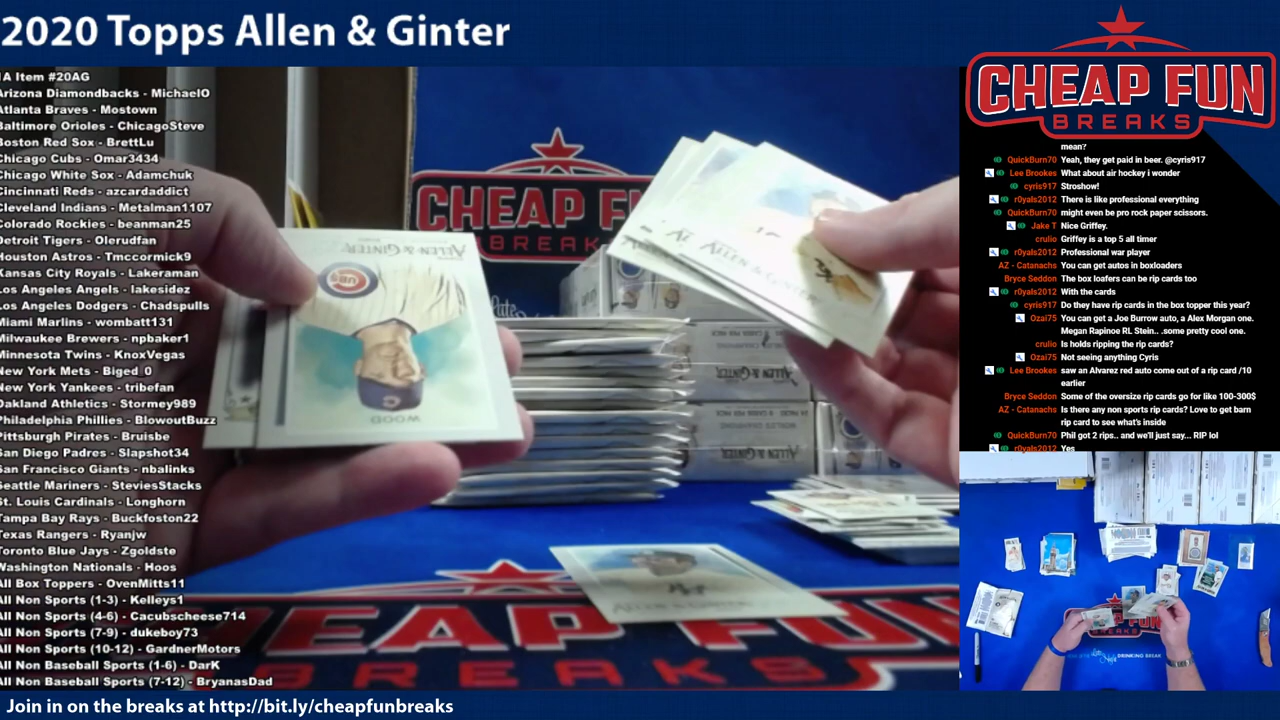 2020 Topps Allen & Ginter
1A Item #20AG
Arizona Diamondbacks - MichaelO
Atlanta Braves - Mostown
Baltimore Orioles - ChicagoSteve
Boston Red Sox - BrettLu
Chicago Cubs - Omar3434
Chicago White Sox - Adamchuk
Cincinnati Reds - azcardaddict
Cleveland Indians - Metalman1107
Colorado Rockies - beanman25
Detroit Tigers - Olerudfan
Houston Astros - Tmccormick9
Kansas City Royals - Lakeraman
Los Angeles Angels - lakesidez
Los Angeles Dodgers - Chadspulls
Miami Marlins - wombatt131
Milwaukee Brewers - npbaker1
Minnesota Twins - KnoxVegas
New York Mets - Biged_0
New York Yankees - tribefan
Oakland Athletics - Stormey989
Philadelphia Phillies - BlowoutBuzz
Pittsburgh Pirates - Bruisbe
San Diego Padres - Slapshot34
San Francisco Giants - nbalinks
Seattle Mariners - SteviesStacks
St. Louis Cardinals - Longhorn
Tampa Bay Rays - Buckfoston22
Texas Rangers - Ryanjw
Toronto Blue Jays - Zgoldste
Washington Nationals - Hoos
All Box Toppers - OvenMitts11
All Non Sports (1-3) - Kelleys1
All Non Sports (4-6) - Cacubscheese714
All Non Sports (7-9) - dukeboy73
All Non Sports (10-12) - GardnerMotors
All Non Baseball Sports (1-6) - DarK
All Non Baseball Sports (7-12) - BryanasDad
Join in on the breaks at http://bit.ly/cheapfunbreaks
CHEAP FU
ALLEN & GINTER
CUBS
C
WOOD
CHEAP FUN
BREAKS
CHEAP FUN
BREAKS
mean?
QuickBurn70 Yeah, they get paid in beer. @cyris917
Lee Brookes What about air hockey i wonder
cyris917 Stroshow!
r0yals2012 There is like professional everything
QuickBurn70 might even be pro rock paper scissors.
Jake T Nice Griffey.
crulio Griffey is a top 5 all timer
r0yals2012 Professional war player
AZ - Catanachs You can get autos in boxloaders
Bryce Seddon The box loafers can be rip cards too
r0yals2012 With the cards
cyris917 Do they have rip cards in the box topper this year?
Ozai75 You can get a Joe Burrow auto, a Alex Morgan one.
Megan Rapinoe RL Stein.. .some pretty cool one.
crulio Is holds ripping the rip cards?
Ozai75 Not seeing anything Cyris
Lee Brookes saw an Alvarez red auto come out of a rip card /10
earlier
Bryce Seddon Some of the oversize rip cards go for like 100-300$
AZ - Catanachs Is there any non sports rip cards? Love to get barn
rip card to see what's inside
QuickBurn70 Phil got 2 rips.. and we'll just say... RIP lol
r0yals2012 Yes
DRINKING BREAK